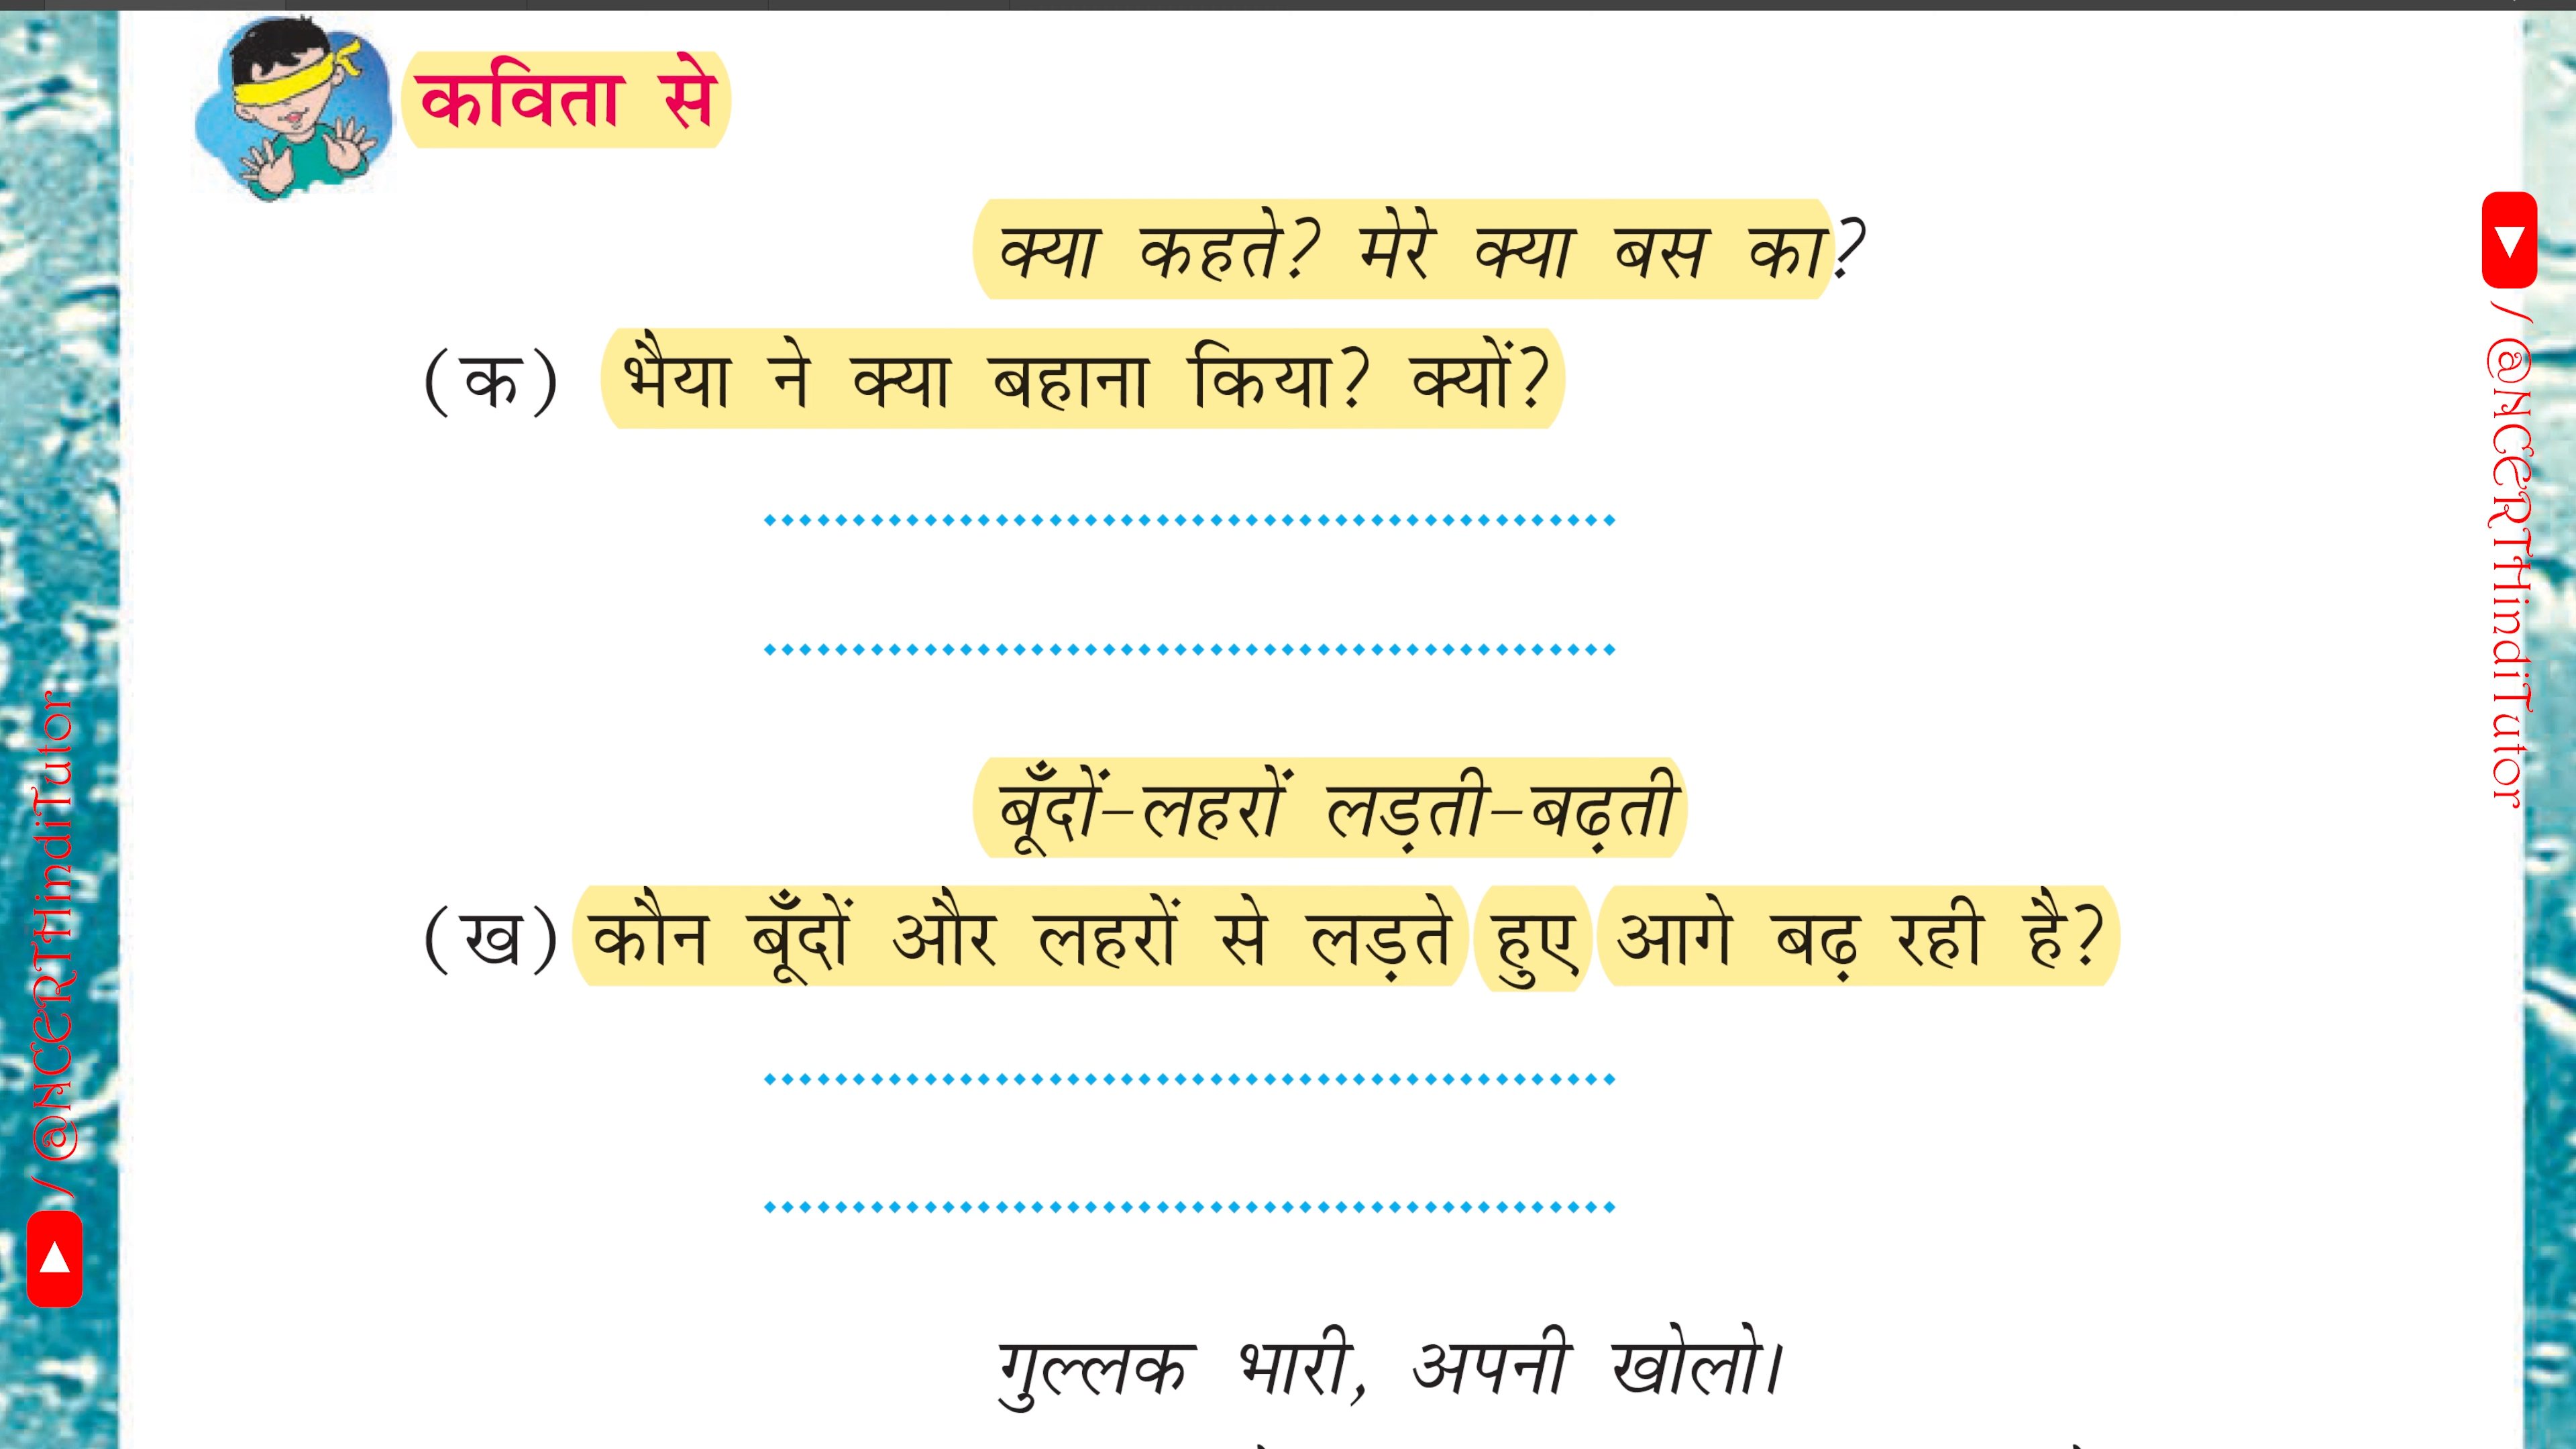 कविता से
क्या कहते? मेरे क्या बस का?
(क) भैया ने क्या बहाना किया? क्यों?
बूँदों-लहरों लड़ती-बढ़ती
(ख) कौन बूँदों और लहरों से लड़ते हुए आगे बढ़ रही है?
गुल्लक भारी, अपनी खोलो।
/@NCERTHindiTutor
/@NCERTHindiTutor